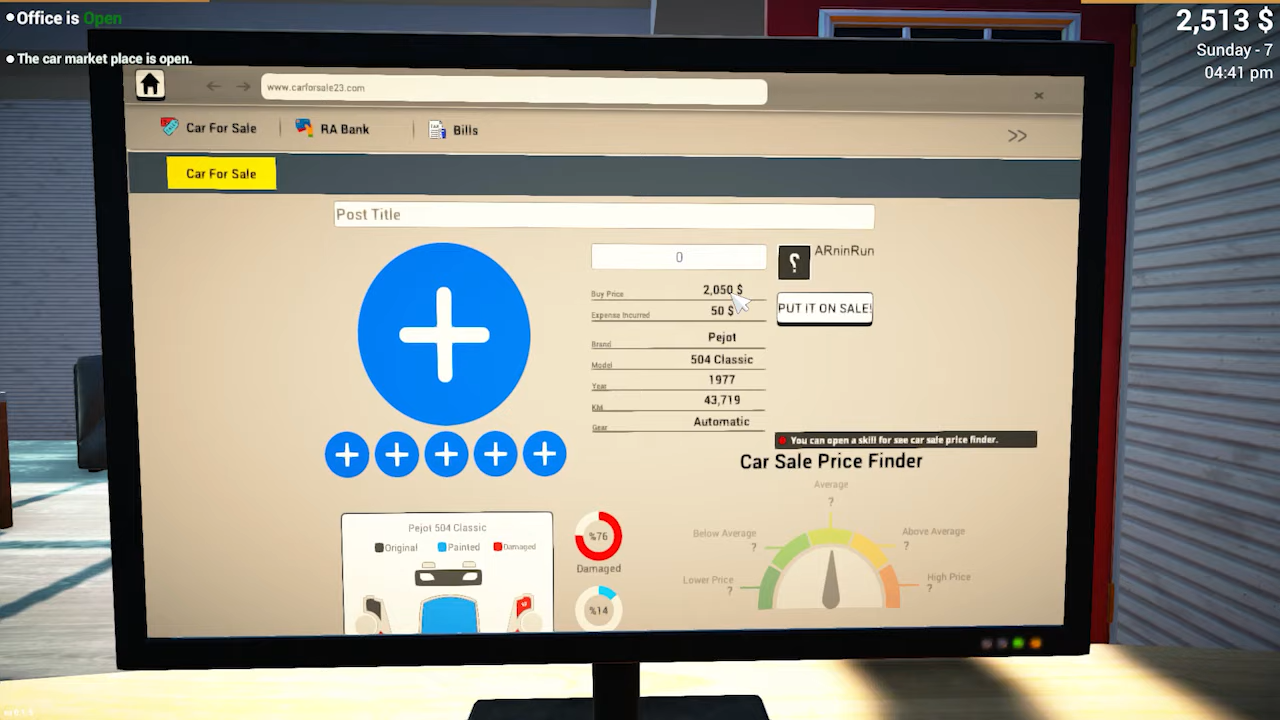 Office is Open
The car market place is open.
2,513 $
Sunday - 7
04:41 pm
www.carforsale23.com
Car For Sale
RA Bank
Bills
Car For Sale
Post Title
0
ARninRun
Buy Price 2,050 $
PUT IT ON SALE!
Expense Incurred 50 $
Brand Pejot
Model 504 Classic
Year 1977
KM 43,719
Gear Automatic
You can open a skill for see car sale price finder.
Car Sale Price Finder
Average
?
Below Average
?
Above Average
?
Lower Price
?
High Price
?
Pejot 504 Classic
Original Painted Damaged
%76
Damaged
%14